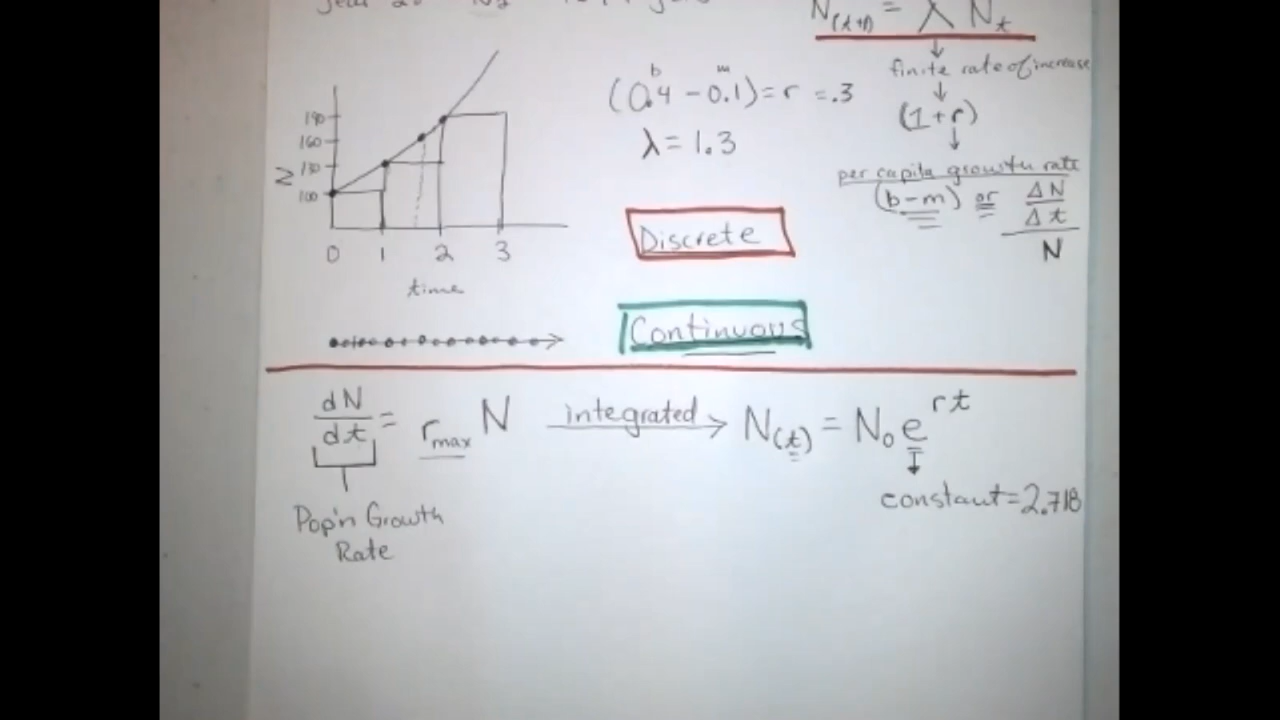 N(t+1) = λ Nt
finite rate of increase
(1+r)
per capita growth rate
(b-m) or ΔN
Δt
N
b m
(0.4 - 0.1) = r = .3
λ = 1.3
190
160
130
100
N
0 1 2 3
time
Discrete
Continuous
dN
dt
= rmax N integrated N(t) = N0 e^rt
constant = 2.718
Pop'n Growth
Rate